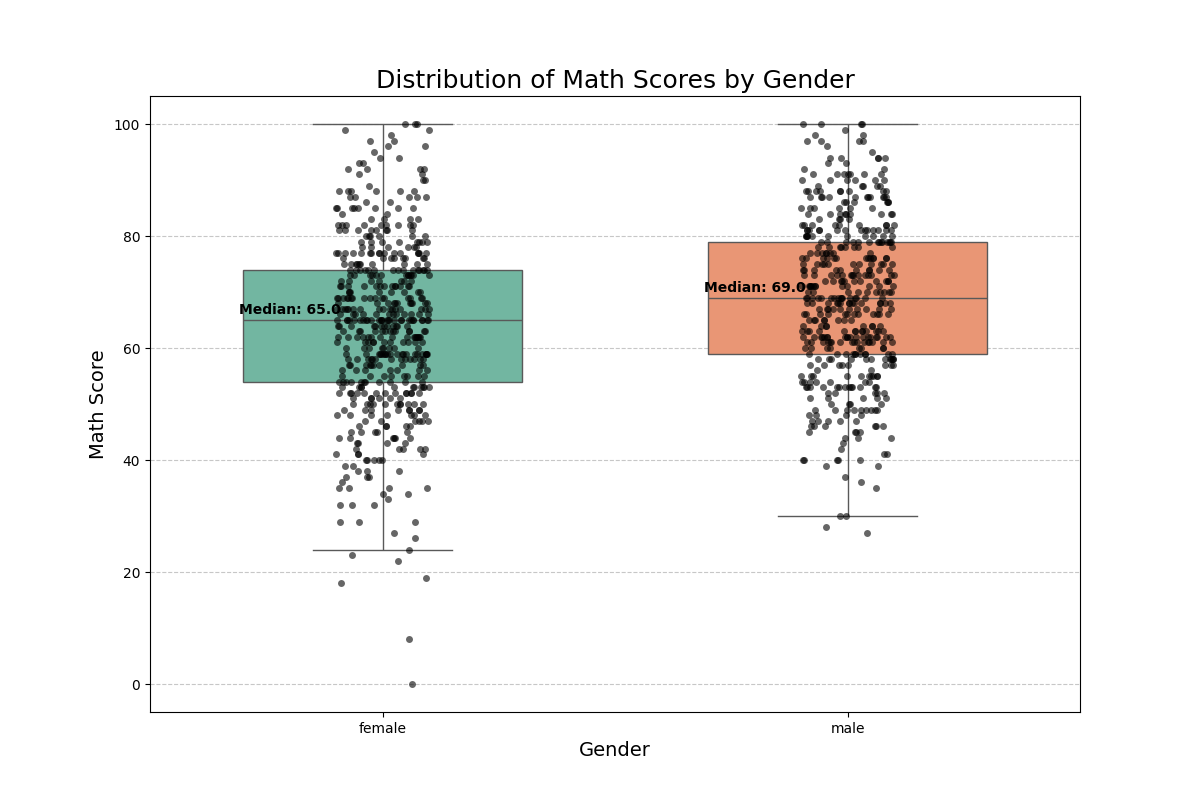 Distribution of Math Scores by Gender
100
80
60
40
20
0
Math Score
Median: 65.0
Median: 69.0
female
male
Gender